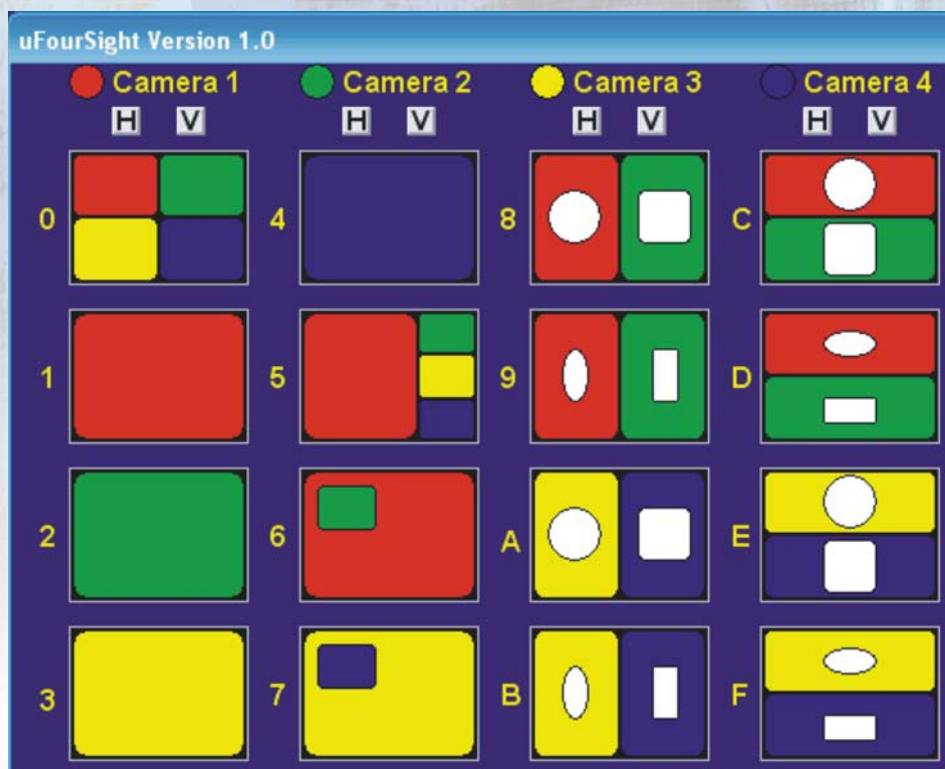 uFourSight Version 1.0
Camera 1 Camera 2 Camera 3 Camera 4
H V H V H V H V
0 4 8 C
1 5 9 D
2 6 A E
3 7 B F